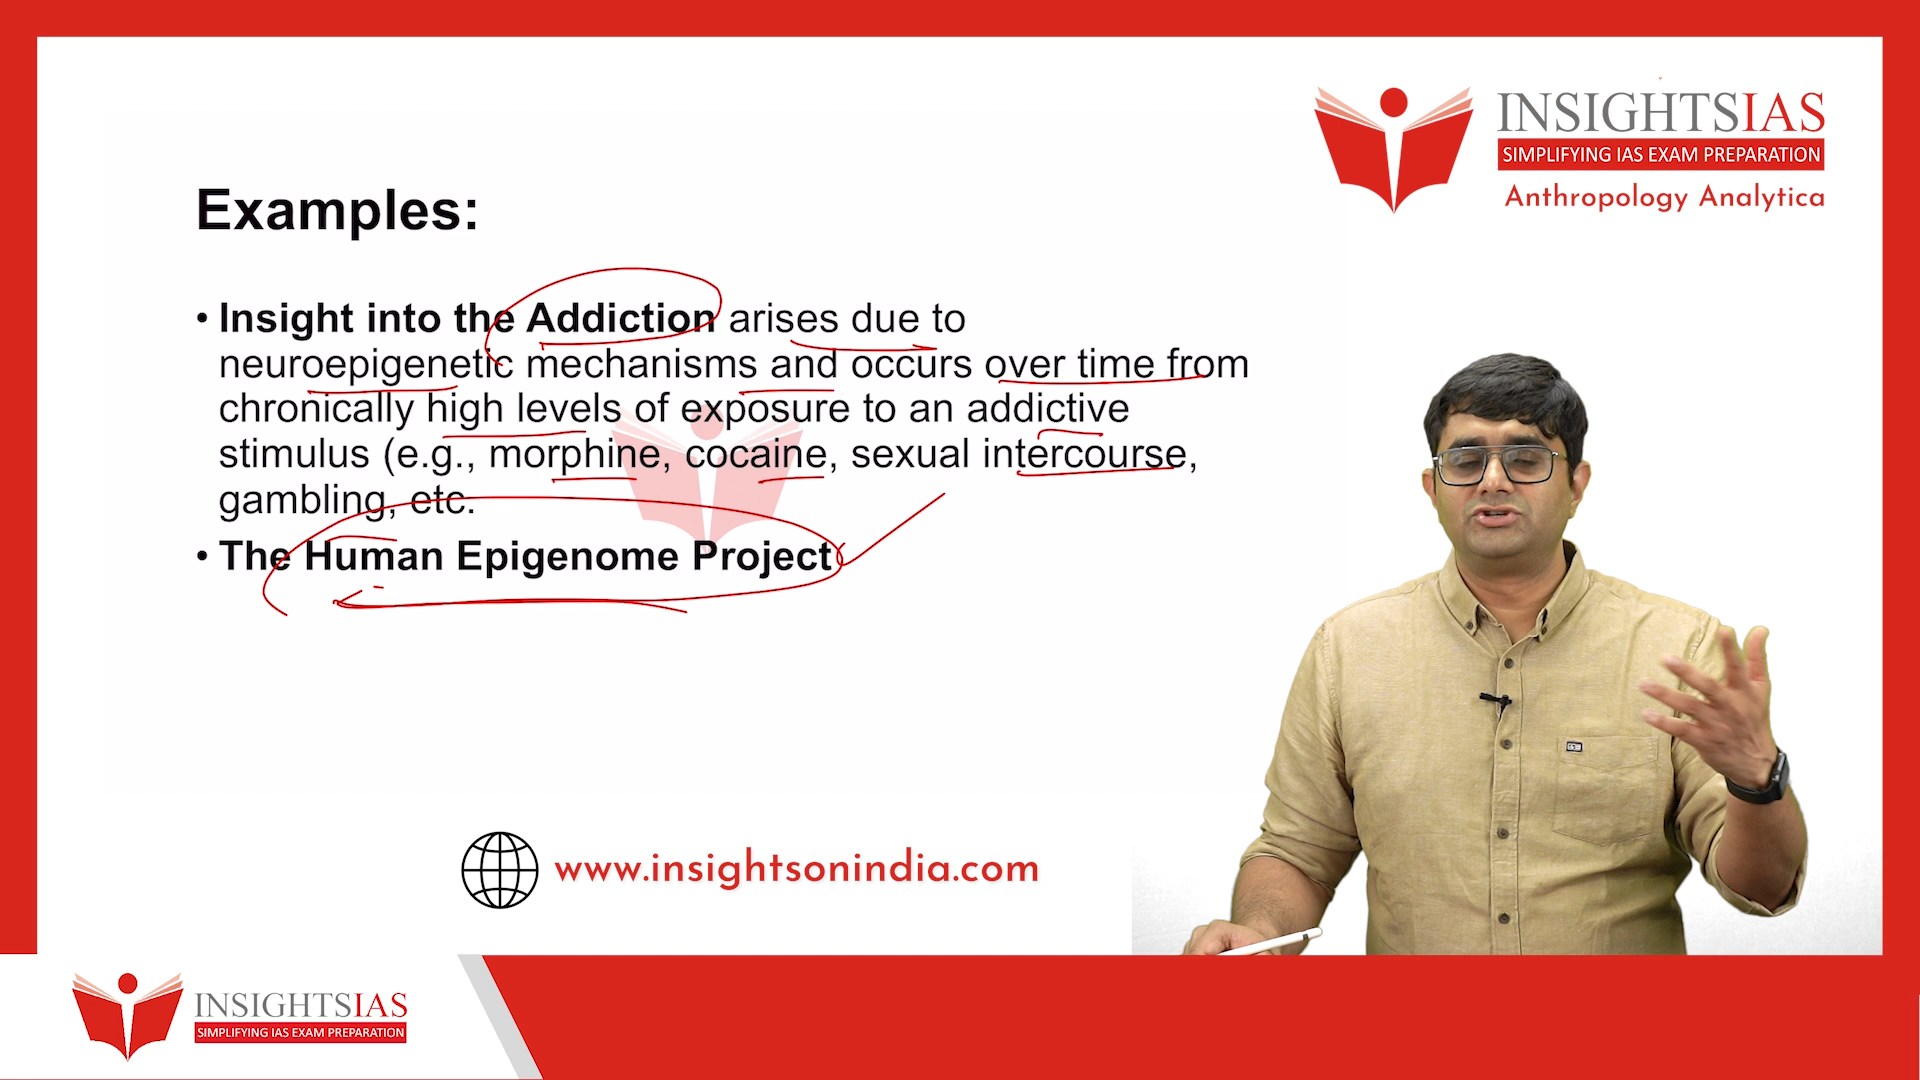 INSIGHTSIAS
SIMPLIFYING IAS EXAM PREPARATION
Anthropology Analytica
Examples:
• Insight into the Addiction arises due to
neuroepigenetic mechanisms and occurs over time from
chronically high levels of exposure to an addictive
stimulus (e.g., morphine, cocaine, sexual intercourse,
gambling, etc.
• The Human Epigenome Project
www.insightsonindia.com
INSIGHTSIAS
SIMPLIFYING IAS EXAM PREPARATION